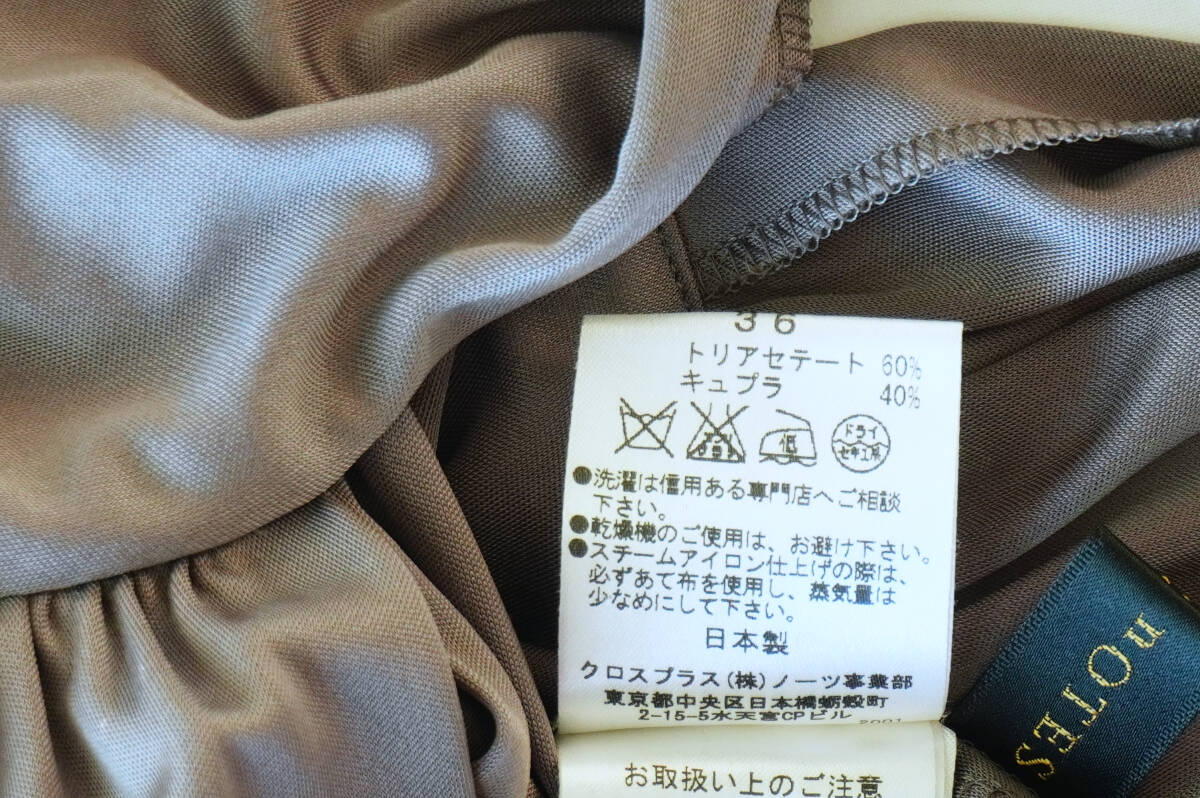 36
トリアセテート 60%
キュプラ 40%
エンソ
サラシ
低
ドライ
セキユ系
●洗濯は信用ある専門店へご相談
下さい。
●乾燥機のご使用は、お避け下さい。
●スチームアイロン仕上げの際は、
必ずあて布を使用し、蒸気量は
少なめにして下さい。
日本製
クロスプラス(株)ノーツ事業部
東京都中央区日本橋蛎殻町
2-15-5水天宮CPビル
お取扱い上のご注意
nOTES